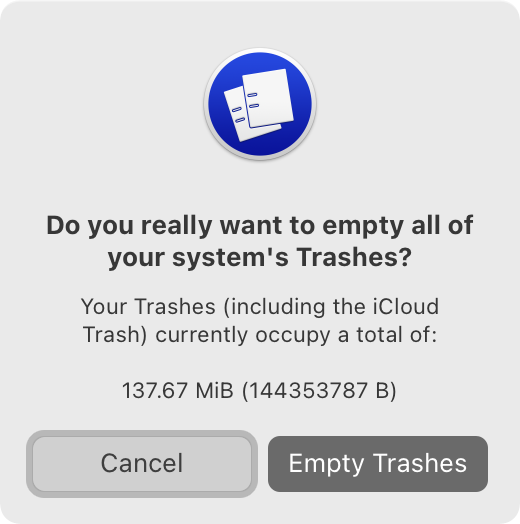 Do you really want to empty all of
your system's Trashes?
Your Trashes (including the iCloud
Trash) currently occupy a total of:
137.67 MiB (144353787 B)
Cancel
Empty Trashes